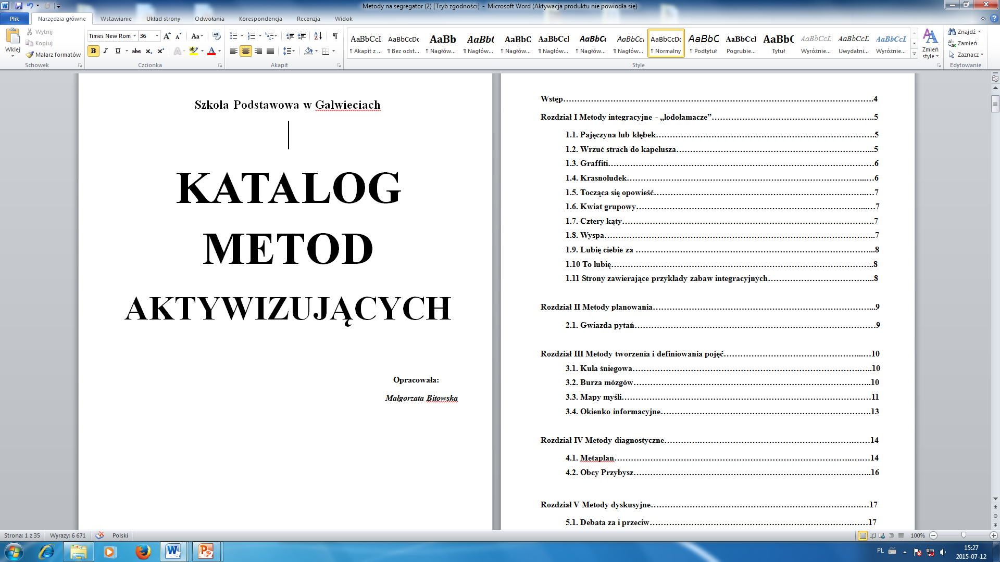 Metody na segregator (2) [Tryb zgodności] - Microsoft Word (Aktywacja produktu nie powiodła się)
Plik Narzędzia główne Wstawianie Układ strony Odwołania Korespondencja Recenzja Widok
Wklej
Wytnij
Kopiuj
Malarz formatów
Schowek
Times New Rom 36
Czcionka
Akapit
AaBbCcI AaBbCcDc AaBb AaBbC AaBbC AaBbCcI AaBbCc AaBbCc AaBbCcDc AaBbC AaBbCcI AaBbC AaBbCcL AaBbCcL AaBbCcL
¶ Akapit z ... ¶ Bez odst... ¶ Nagłów... ¶ Nagłów... ¶ Nagłów... ¶ Nagłów... ¶ Nagłów... ¶ Nagłów... ¶ Normalny ¶ Podtytuł Pogrubie... Tytuł Wyróżnie... Uwydatni... Wyróżnie...
Style
Zmień style
Znajdź
Zamień
Zaznacz
Edytowanie
Szkoła Podstawowa w Galwieciach
KATALOG
METOD
AKTYWIZUJĄCYCH
Opracowała:
Małgorzata Bitowska
Wstęp……………………………………………………………………………………………….4
Rozdział I Metody integracyjne - „lodołamacze”…………………………………………………..5
1.1. Pajęczyna lub kłębek…………………………………………………………………….5
1.2. Wrzuć strach do kapelusza……………………………………………………………...5
1.3. Graffiti……………………………………………………………………………………6
1.4. Krasnoludek…………………………………………………………………………...…6
1.5. Tocząca się opowieść…………………………………………………………………..…7
1.6. Kwiat grupowy………………………………………………………………………...…7
1.7. Cztery kąty……………………………………………………………………………….7
1.8. Wyspa……………………………………………………………………………………..7
1.9. Lubię ciebie za …………………………………………………………………………...8
1.10 To lubię…………………………………………………………………………………..8
1.11 Strony zawierające przykłady zabaw integracyjnych………………………………...8
Rozdział II Metody planowania……………………………………………………………………...9
2.1. Gwiazda pytań……………………………………………………………………………9
Rozdział III Metody tworzenia i definiowania pojęć…………………………………………...…10
3.1. Kula śniegowa……………………………………………………………………….…..10
3.2. Burza mózgów…………………………………………………………………………..10
3.3. Mapy myśli………………………………………………………………………………11
3.4. Okienko informacyjne………………………………………………………………….13
Rozdział IV Metody diagnostyczne………….………………………………………….…….……14
4.1. Metaplan…………………………………………………………………………..….…14
4.2. Obcy Przybysz…………………………………………………………………………..16
Rozdział V Metody dyskusyjne………………………………………………………………….…17
5.1. Debata za i przeciw……………………………………………………………….……17
Strona: 1 z 35 Wyrazy: 6 671 Polski 100%
PL 15:27
2015-07-12